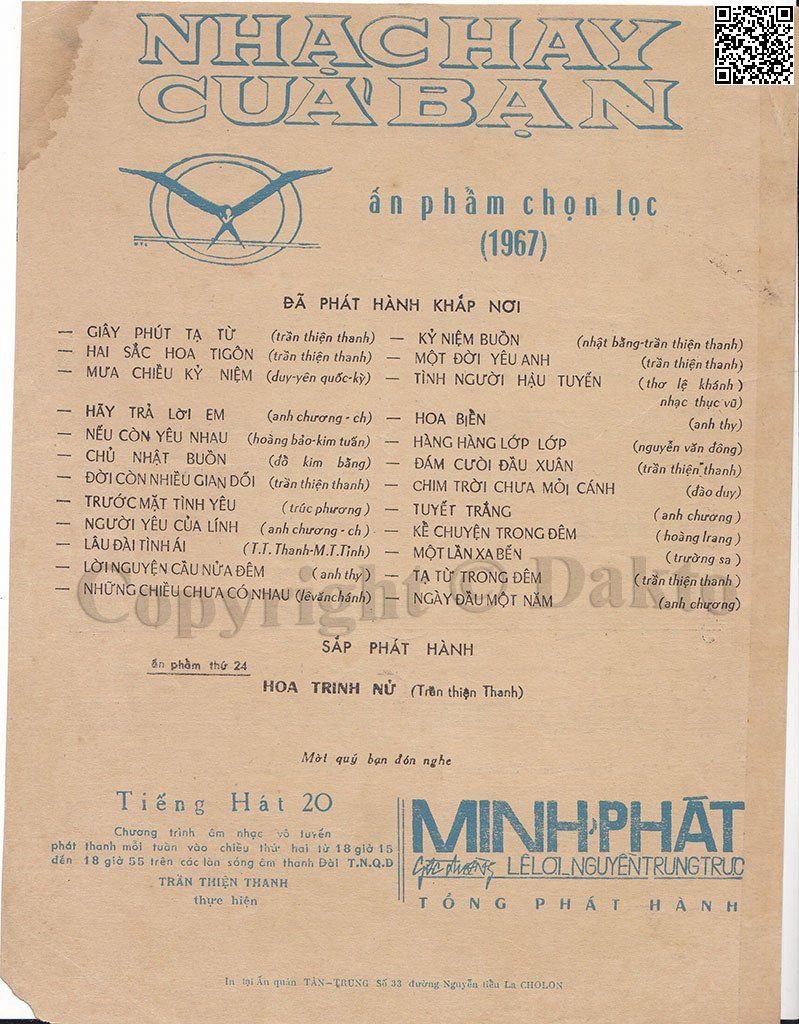 NHẠC HAY
CỦA BẠN
ấn phẩm chọn lọc
(1967)
ĐÃ PHÁT HÀNH KHẮP NƠI
— GIÂY PHÚT TẠ TỪ (trần thiện thanh)
— HAI SẮC HOA TIGÔN (trần thiện thanh)
— MƯA CHIỀU KỶ NIỆM (duy-yên quốc-kỳ)
— HÃY TRẢ LỜI EM (anh chương - ch)
— NẾU CÒN YÊU NHAU (hoàng bảo-kim tuấn)
— CHỦ NHẬT BUỒN (đỗ kim bằng)
— ĐỜI CÒN NHIỀU GIAN DỐI (trần thiện thanh)
— TRƯỚC MẶT TÌNH YÊU (trúc phương)
— NGƯỜI YÊU CỦA LÍNH (anh chương - ch)
— LÂU ĐÀI TÌNH ÁI (T.T. Thanh-M.T.Tinh)
— LỜI NGUYỆN CẦU NỬA ĐÊM (anh thy)
— NHỮNG CHIỀU CHƯA CÓ NHAU (lêvănchánh)
— KỶ NIỆM BUỒN (nhật bằng-trần thiện thanh)
— MỘT ĐỜI YÊU ANH (trần thiện thanh)
— TÌNH NGƯỜI HẬU TUYẾN (thơ lệ khánh)
nhạc thục vũ)
— HOA BIỂN (anh thy)
— HÀNG HÀNG LỚP LỚP (nguyễn văn đông)
— ĐÁM CƯỚI ĐẦU XUÂN (trần thiện thanh)
— CHIM TRỜI CHƯA MỎI CÁNH (đào duy)
— TUYẾT TRẮNG (anh chương)
— KỂ CHUYỆN TRONG ĐÊM (hoàng trang)
— MỘT LẦN XA BẾN (trường sa)
— TẠ TỪ TRONG ĐÊM (trần thiện thanh)
— NGÀY ĐẦU MỘT NĂM (anh chương)
Copyright © Daknu
SẮP PHÁT HÀNH
ấn phẩm thứ 24
HOA TRINH NỬ (Trần thiện Thanh)
Mời quý bạn đón nghe
Tiếng Hát 20
Chương trình âm nhạc vô tuyến
phát thanh mỗi tuần vào chiều thứ hai từ 18 giờ 15
đến 18 giờ 55 trên các làn sóng âm thanh Đài T.N.Q.Đ
TRẦN THIỆN THANH
thực hiện
MINH PHÁT
góc đường LÊ LỢI_NGUYỄN TRUNG TRỰC
TỔNG PHÁT HÀNH
In tại Ấn quán TÂN-TRUNG Số 33 đường Nguyễn tiểu La CHOLON